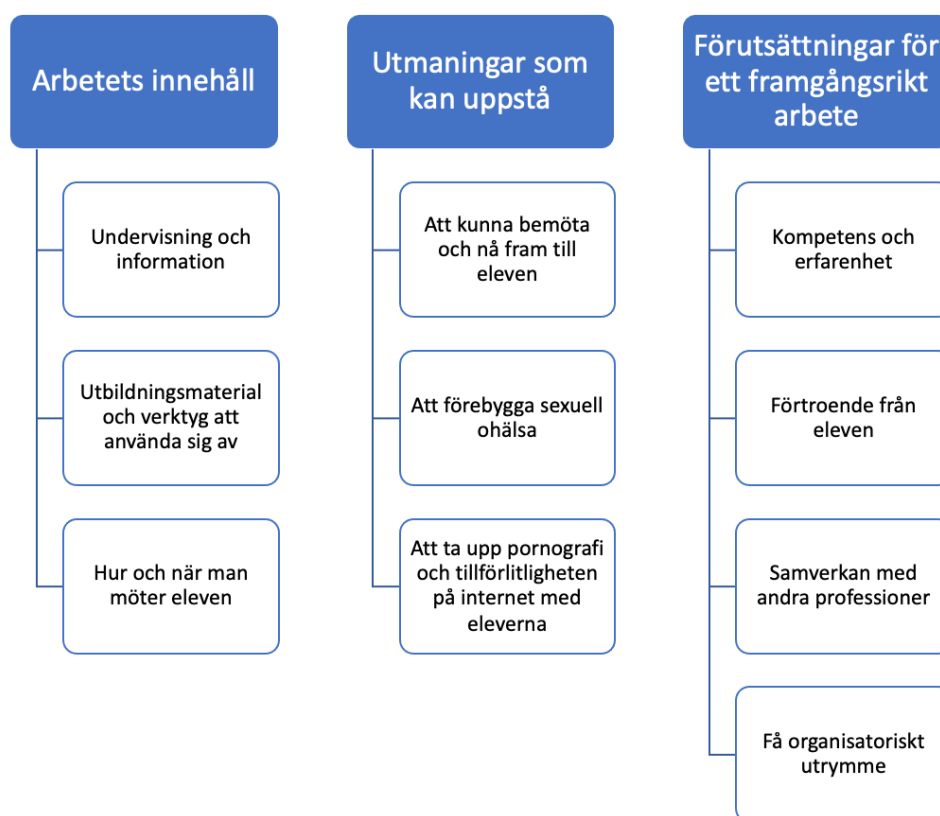 Arbetets innehåll
Undervisning och
information
Utbildningsmaterial
och verktyg att
använda sig av
Hur och när man
möter eleven
Utmaningar som
kan uppstå
Att kunna bemöta
och nå fram till
eleven
Att förebygga sexuell
ohälsa
Att ta upp pornografi
och tillförlitligheten
på internet med
eleverna
Förutsättningar för
ett framgångsrikt
arbete
Kompetens och
erfarenhet
Förtroende från
eleven
Samverkan med
andra professioner
Få organisatoriskt
utrymme